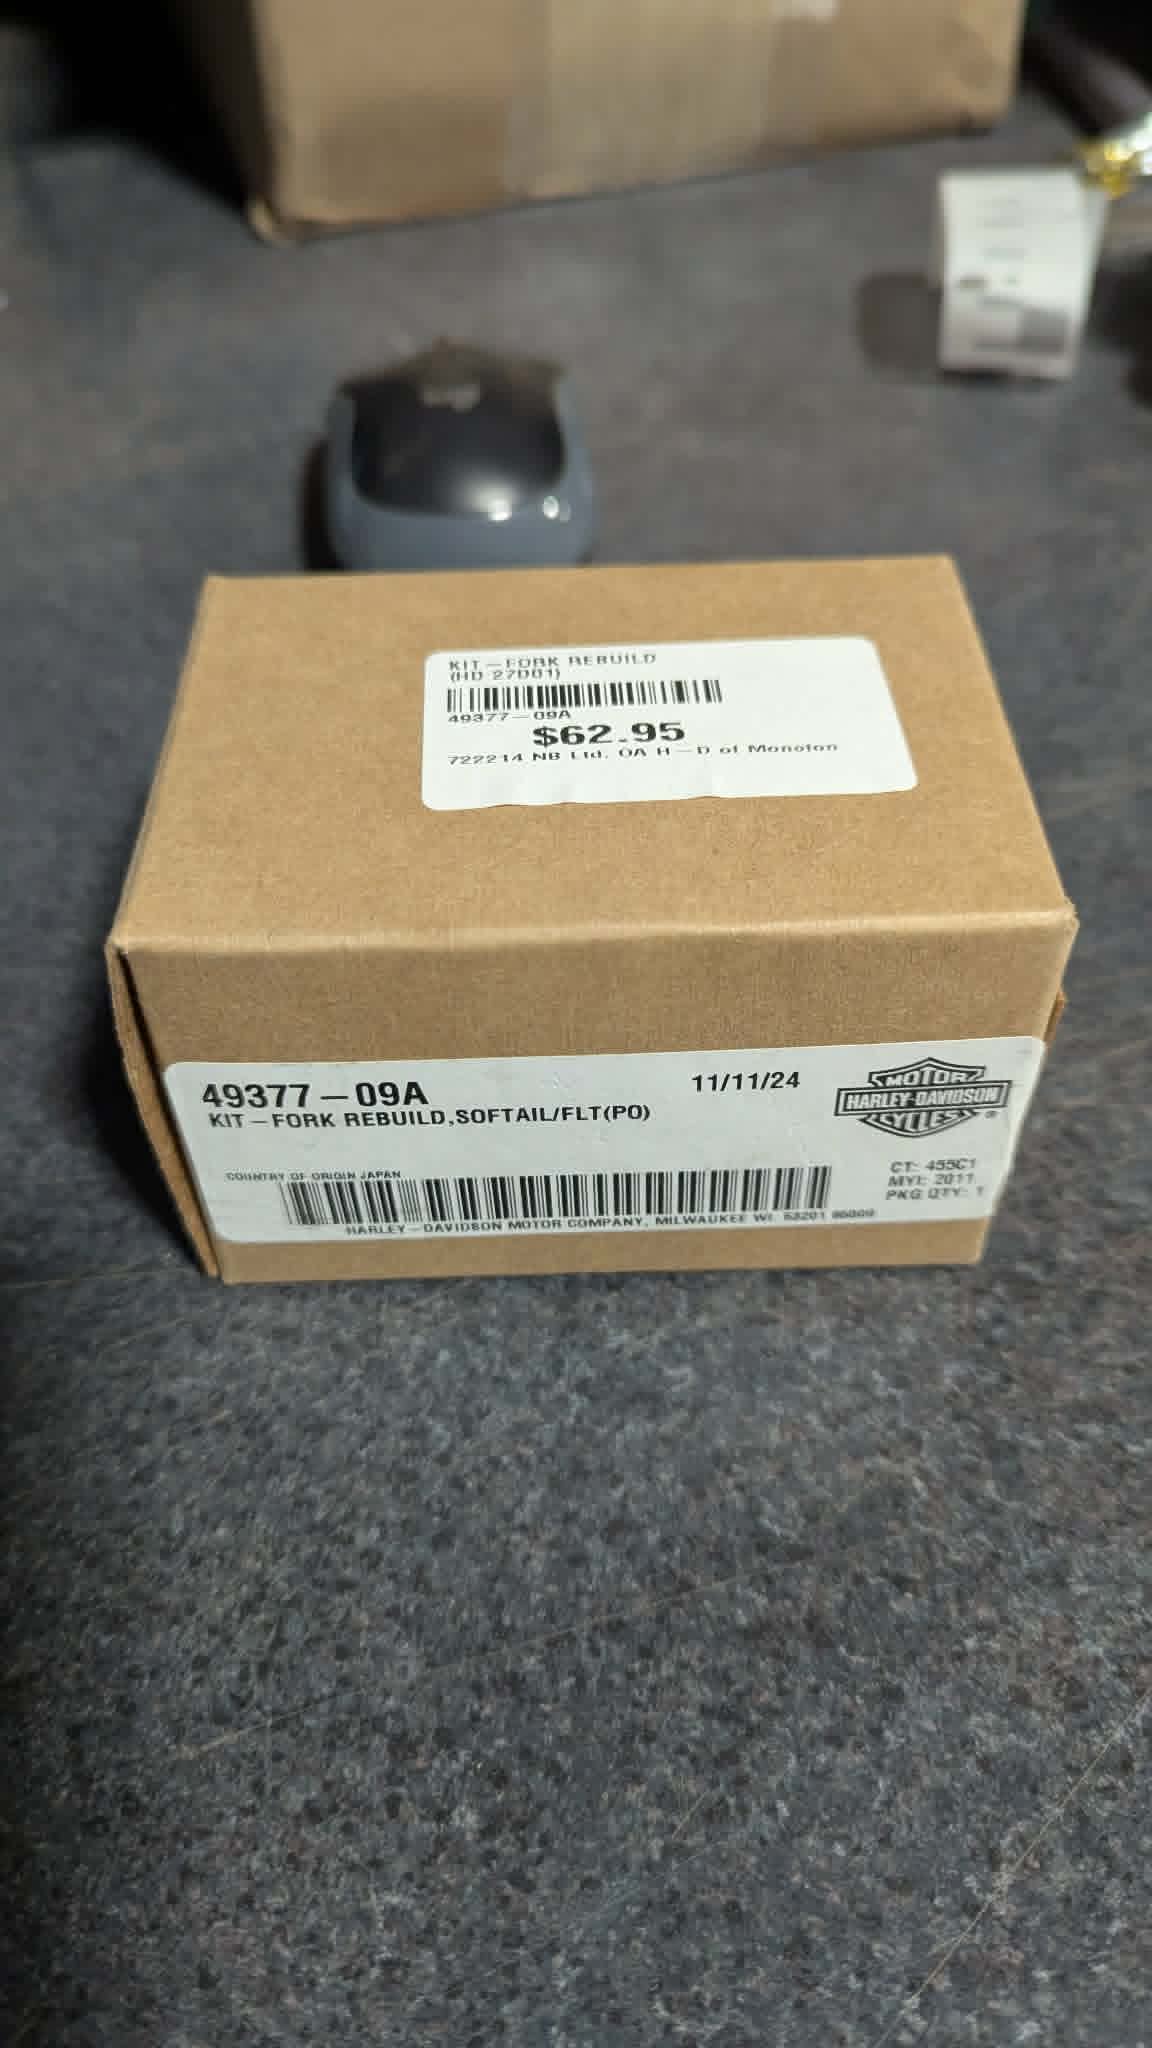 KIT-FORK REBUILD
(HD 27D01)
49377-09A
$62.95
722214 NB Ltd. OA H-D of Moncton
49377-09A
11/11/24
KIT-FORK REBUILD,SOFTAIL/FLT(PO)
MOTOR
HARLEY-DAVIDSON
CYCLES
®
COUNTRY OF ORIGIN JAPAN
CT: 455C1
MYI: 2011
PKG QTY: 1
HARLEY-DAVIDSON MOTOR COMPANY, MILWAUKEE WI. 53201